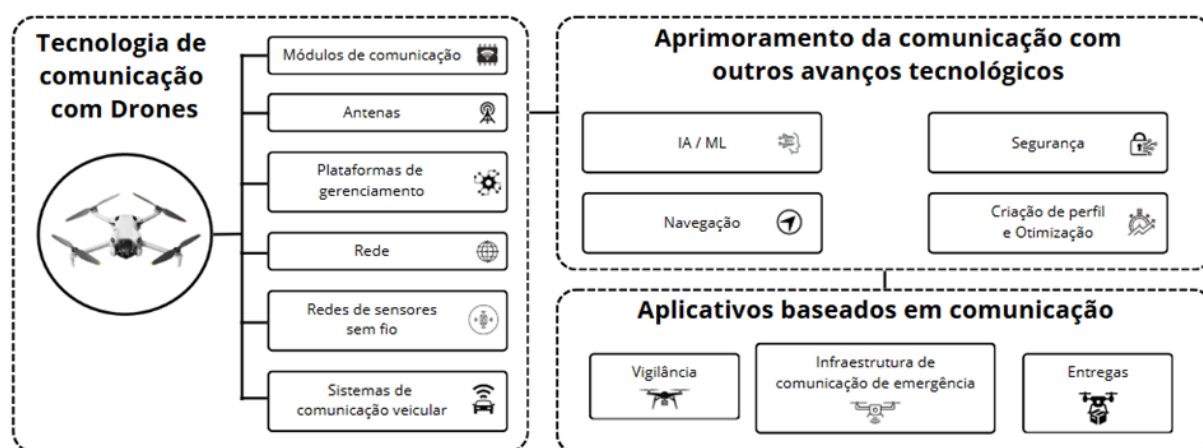 Tecnologia de
comunicação
com Drones
Módulos de comunicação
Antenas
Plataformas de
gerenciamento
Rede
Redes de sensores
sem fio
Sistemas de
comunicação veicular
Aprimoramento da comunicação com
outros avanços tecnológicos
IA / ML
Segurança
Navegação
Criação de perfil
e Otimização
Aplicativos baseados em comunicação
Vigilância
Infraestrutura de
comunicação de emergência
Entregas